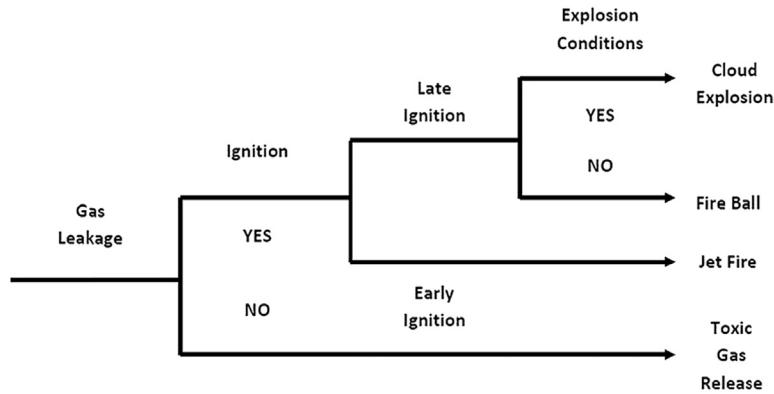 Explosion
Conditions
Cloud
Explosion
Late
Ignition
YES
Ignition
NO
Fire Ball
Gas
Leakage
YES
Jet Fire
Early
Ignition
NO
Toxic
Gas
Release